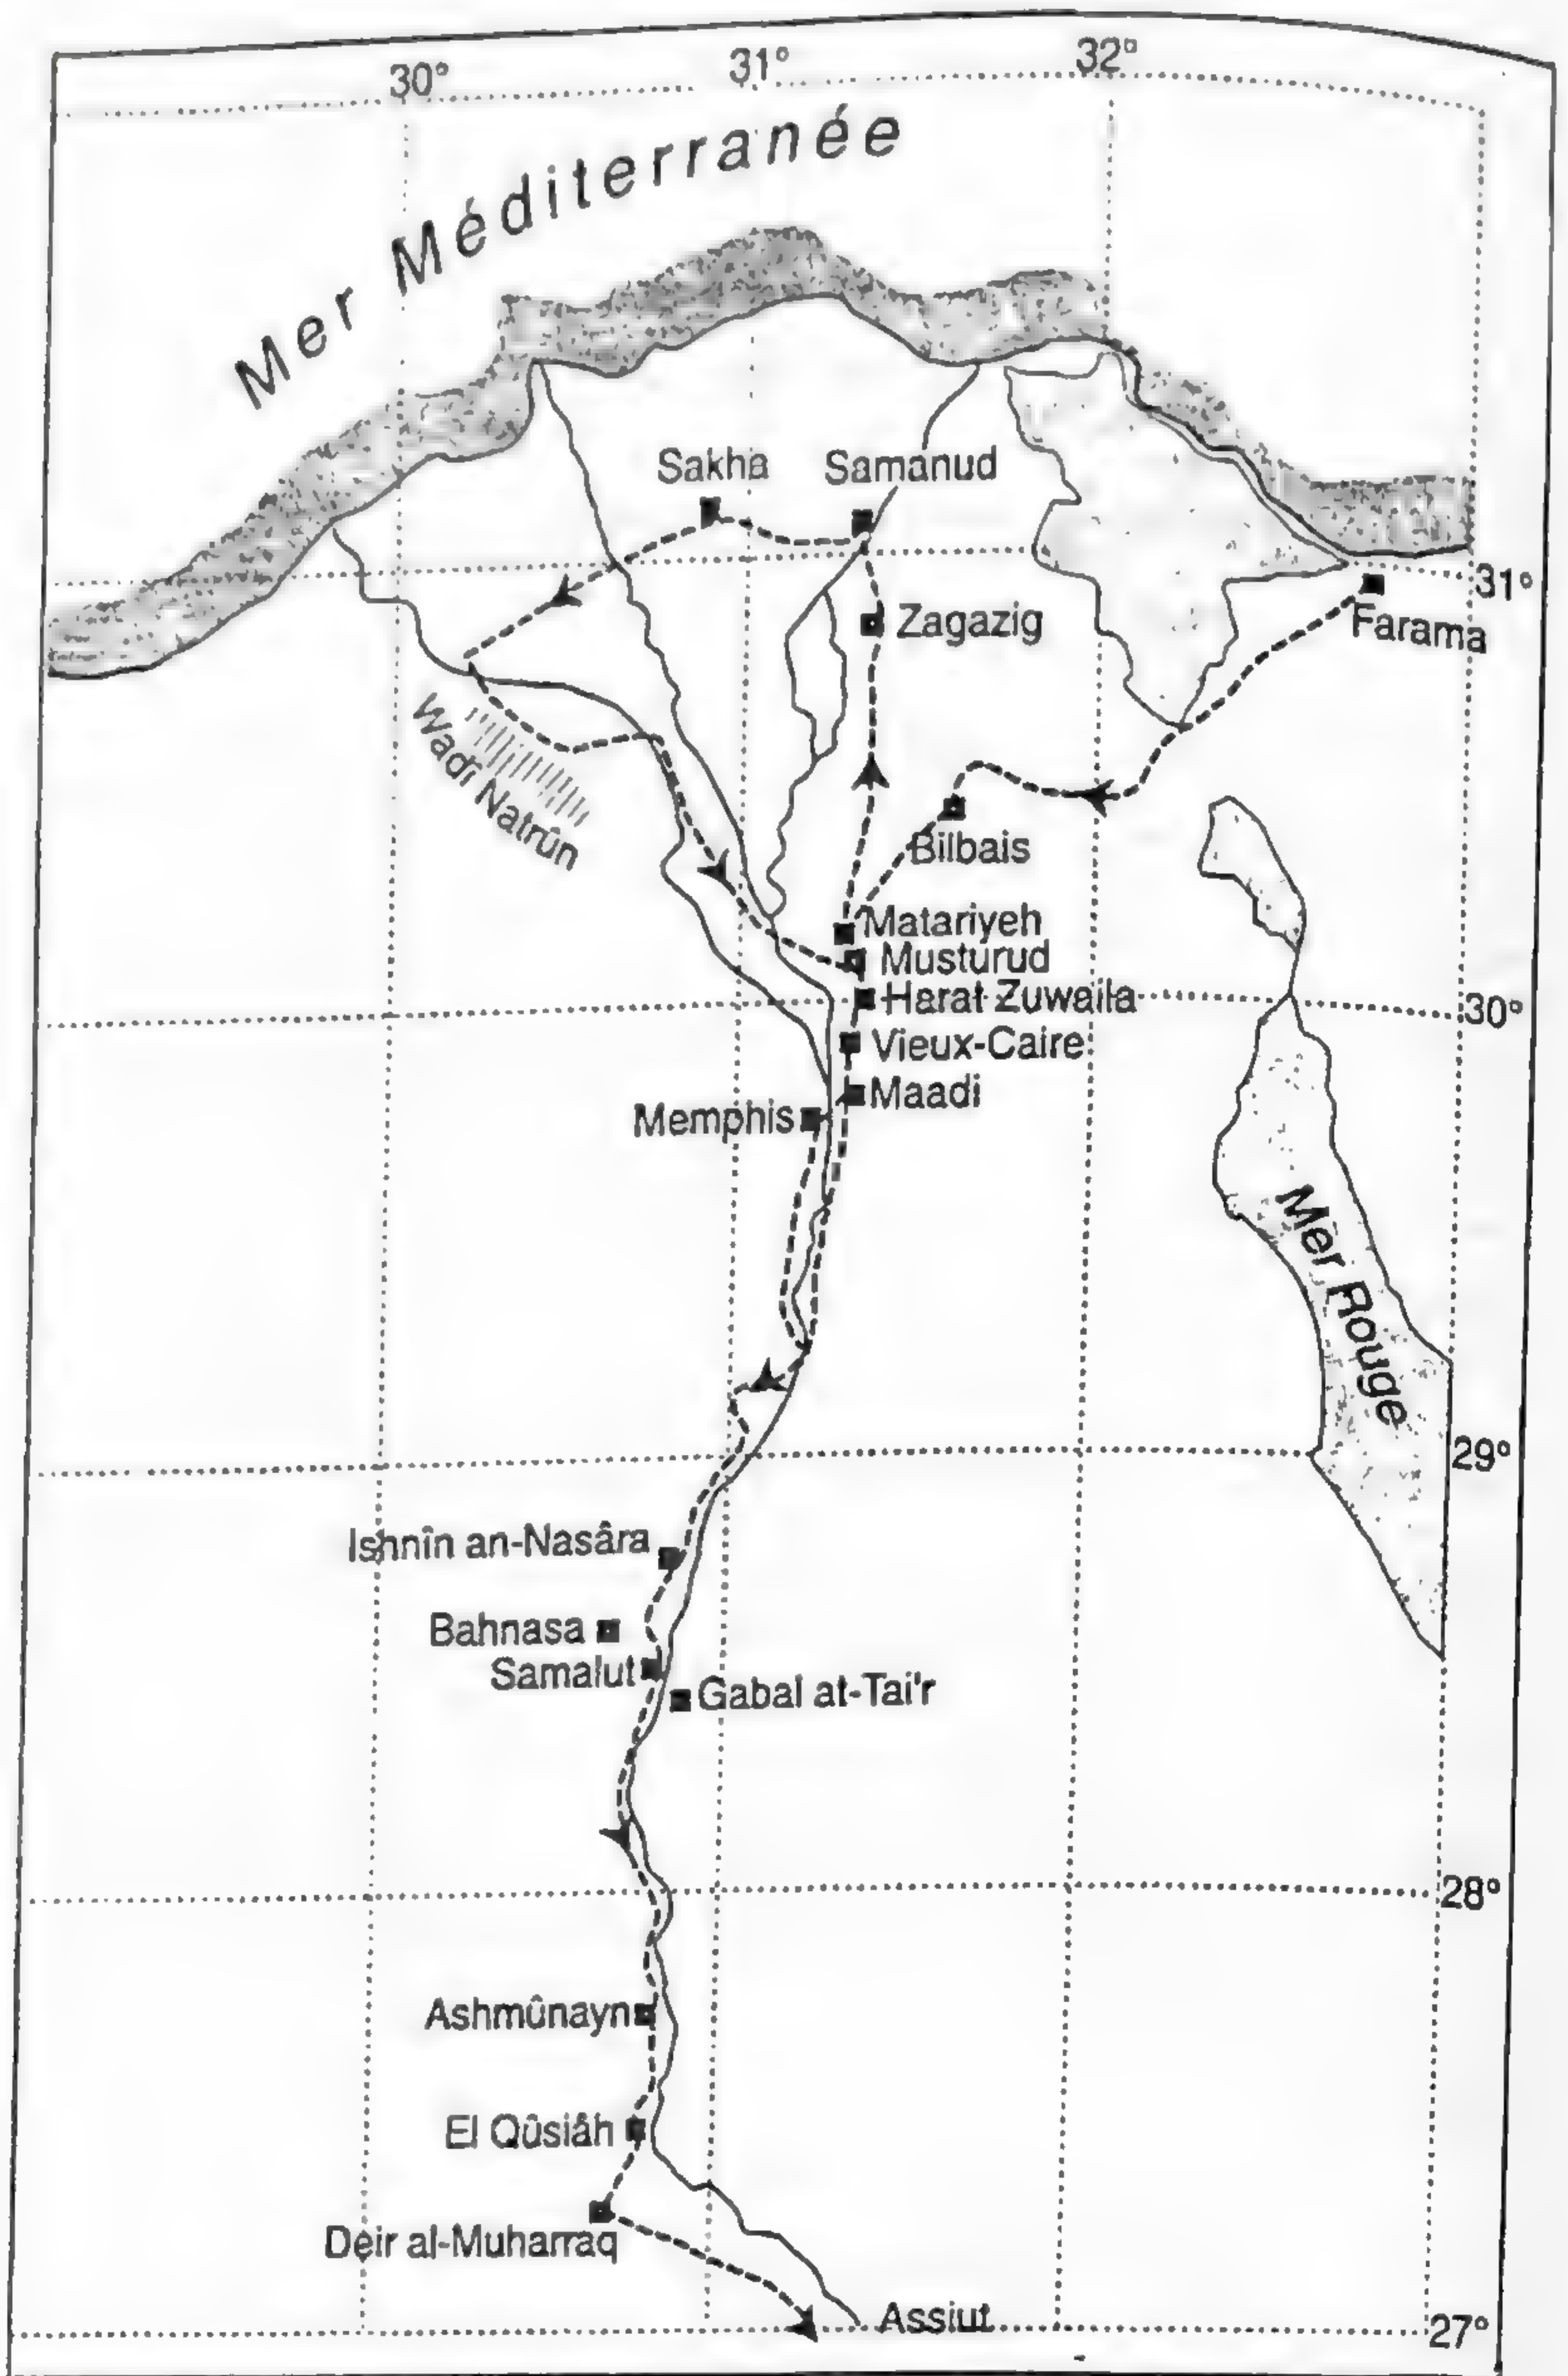 30°
31°
32°
Mer Méditerranée
Sakha
Samanud
31°
Zagazig
Farama
Wadi Natrûn
Bilbais
Matariyeh
Musturud
Harat Zuwaila
30°
Vieux-Caire
Maadi
Memphis
Mer Rouge
29°
Ishnîn an-Nasâra
Bahnasa
Samalut
Gabal at-Tai'r
28°
Ashmûnayn
El Qûsiâh
Deir al-Muharraq
Assiut
27°